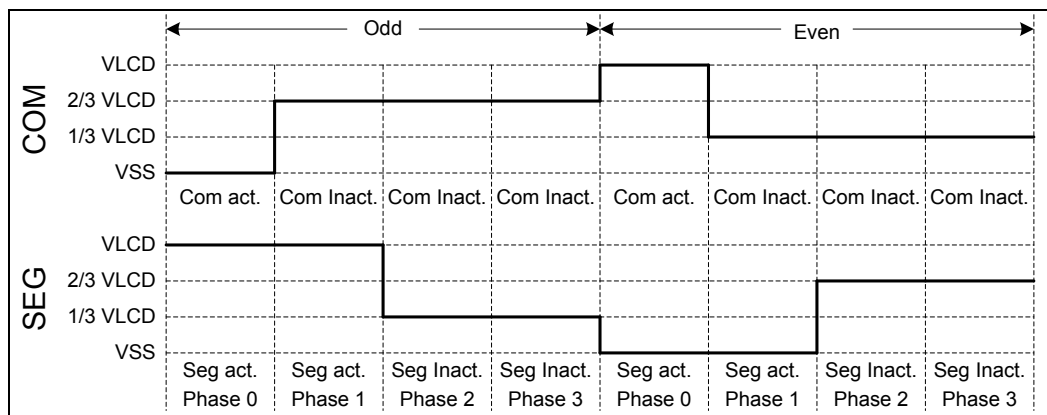 Odd Even
COM
VLCD
2/3 VLCD
1/3 VLCD
VSS
Com act. Com Inact. Com Inact. Com Inact. Com act. Com Inact. Com Inact. Com Inact.
SEG
VLCD
2/3 VLCD
1/3 VLCD
VSS
Seg act. Seg act. Seg Inact. Seg Inact. Seg act. Seg act. Seg Inact. Seg Inact.
Phase 0 Phase 1 Phase 2 Phase 3 Phase 0 Phase 1 Phase 2 Phase 3